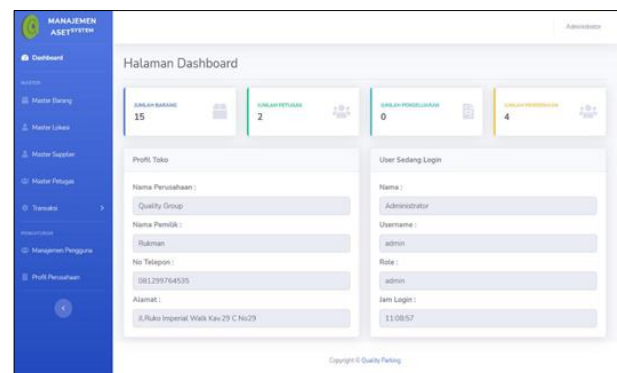 MANAJEMEN
ASET SYSTEM
Administrator
Dashboard
Halaman Dashboard
MASTER
Master Barang
Master Lokasi
Master Supplier
Master Petugas
Transaksi
PENGATURAN
Manajemen Pengguna
Profil Perusahaan
JUMLAH BARANG
15
JUMLAH PETUGAS
2
JUMLAH PENGELUARAN
0
JUMLAH PENERIMAAN
4
Profil Toko
Nama Perusahaan :
Quality Group
Nama Pemilik :
Rukman
No Telepon :
081299764535
Alamat :
Jl.Ruko Imperial Walk Kav.29 C No29
User Sedang Login
Nama :
Administrator
Username :
admin
Role :
admin
Jam Login :
11:08:57
Copyright © Quality Parking